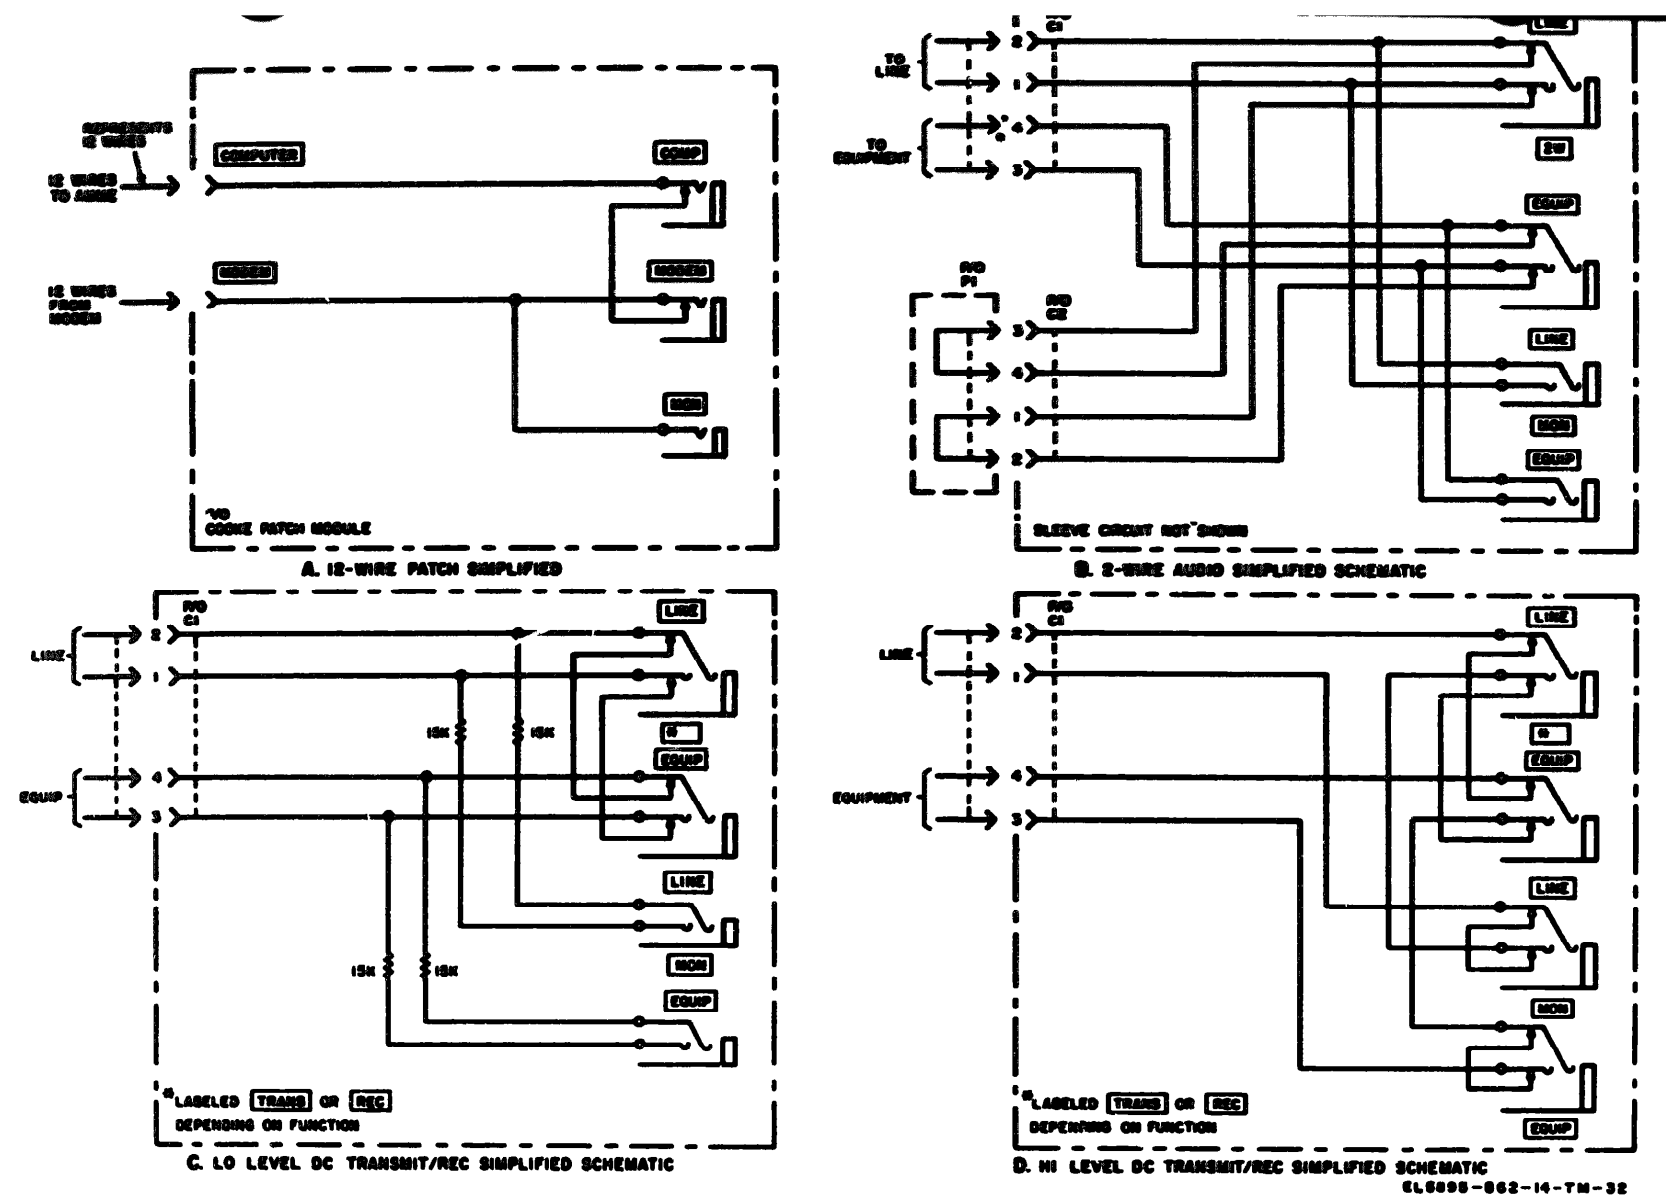 REPRESENTS
12 WIRES
12 WIRES
TO
COMPUTER
COMP
12 WIRES
FROM
MODEM
MODEM
MODEM
MON
COOKE PATCH MODULE
A. 12-WIRE PATCH SIMPLIFIED
C1
LINE
TO
LINE
2
1
TO
EQUIPMENT
4
3
2W
EQUIP
R/O
P1
R/O
C2
3
4
1
2
LINE
MON
EQUIP
SLEEVE CIRCUIT NOT SHOWN
B. 2-WIRE AUDIO SIMPLIFIED SCHEMATIC
R/O
C1
LINE
LINE
2
1
15K
15K
*
EQUIP
EQUIP
4
3
LINE
15K
15K
MON
EQUIP
*LABELED TRANS OR REC
DEPENDING ON FUNCTION
C. LO LEVEL DC TRANSMIT/REC SIMPLIFIED SCHEMATIC
R/O
C1
LINE
LINE
2
1
*
EQUIP
EQUIPMENT
4
3
LINE
MON
*LABELED TRANS OR REC
DEPENDING ON FUNCTION
EQUIP
D. HI LEVEL DC TRANSMIT/REC SIMPLIFIED SCHEMATIC
EL5895-862-14-TM-32